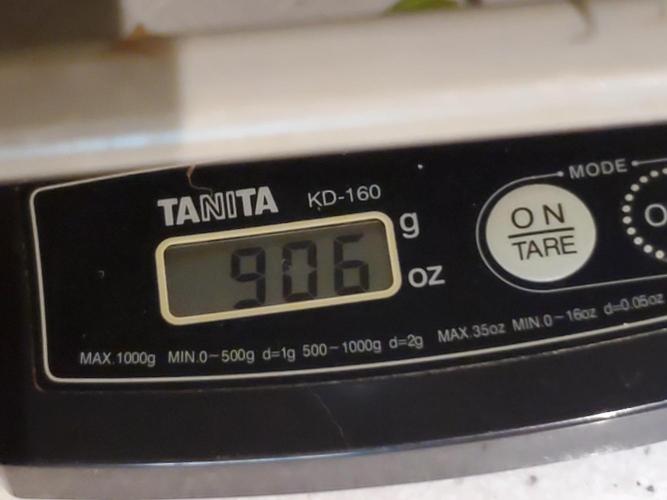 TANITA KD-160
906
g
oz
MODE
ON
TARE
MAX.1000g MIN.0~500g d=1g 500~1000g d=2g MAX.35oz MIN.0~16oz d=0.05oz